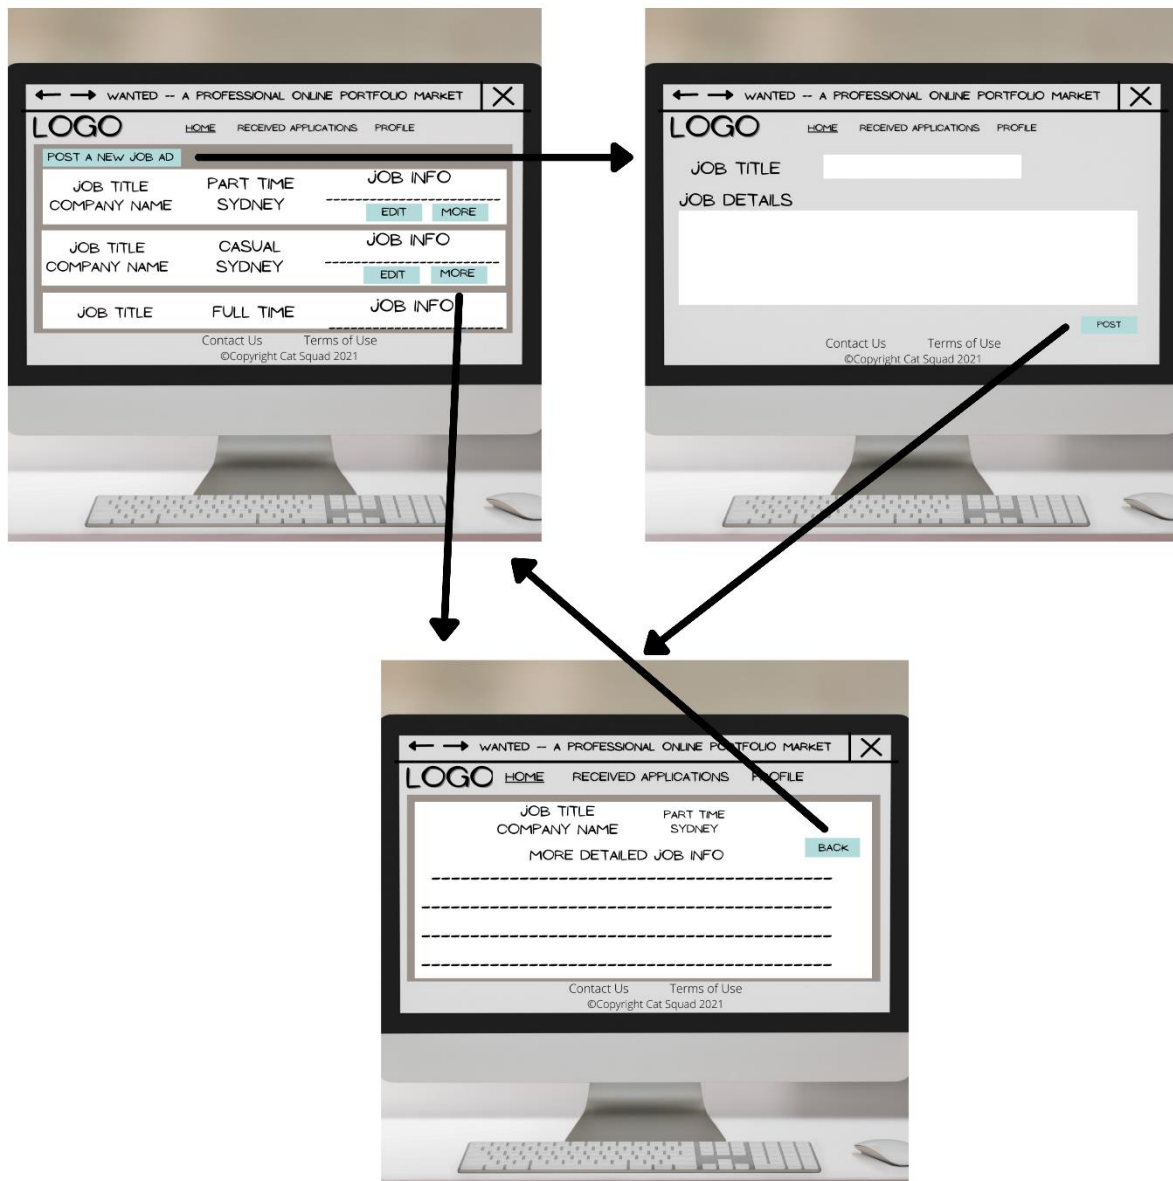 WANTED -- A PROFESSIONAL ONLINE PORTFOLIO MARKET
LOGO HOME RECEIVED APPLICATIONS PROFILE
POST A NEW JOB AD
JOB TITLE PART TIME JOB INFO
COMPANY NAME SYDNEY
EDIT MORE
JOB TITLE CASUAL JOB INFO
COMPANY NAME SYDNEY
EDIT MORE
JOB TITLE FULL TIME JOB INFO
Contact Us Terms of Use
©Copyright Cat Squad 2021
WANTED -- A PROFESSIONAL ONLINE PORTFOLIO MARKET
LOGO HOME RECEIVED APPLICATIONS PROFILE
JOB TITLE
JOB DETAILS
POST
Contact Us Terms of Use
©Copyright Cat Squad 2021
WANTED -- A PROFESSIONAL ONLINE PORTFOLIO MARKET
LOGO HOME RECEIVED APPLICATIONS PROFILE
JOB TITLE PART TIME
COMPANY NAME SYDNEY
BACK
MORE DETAILED JOB INFO
Contact Us Terms of Use
©Copyright Cat Squad 2021